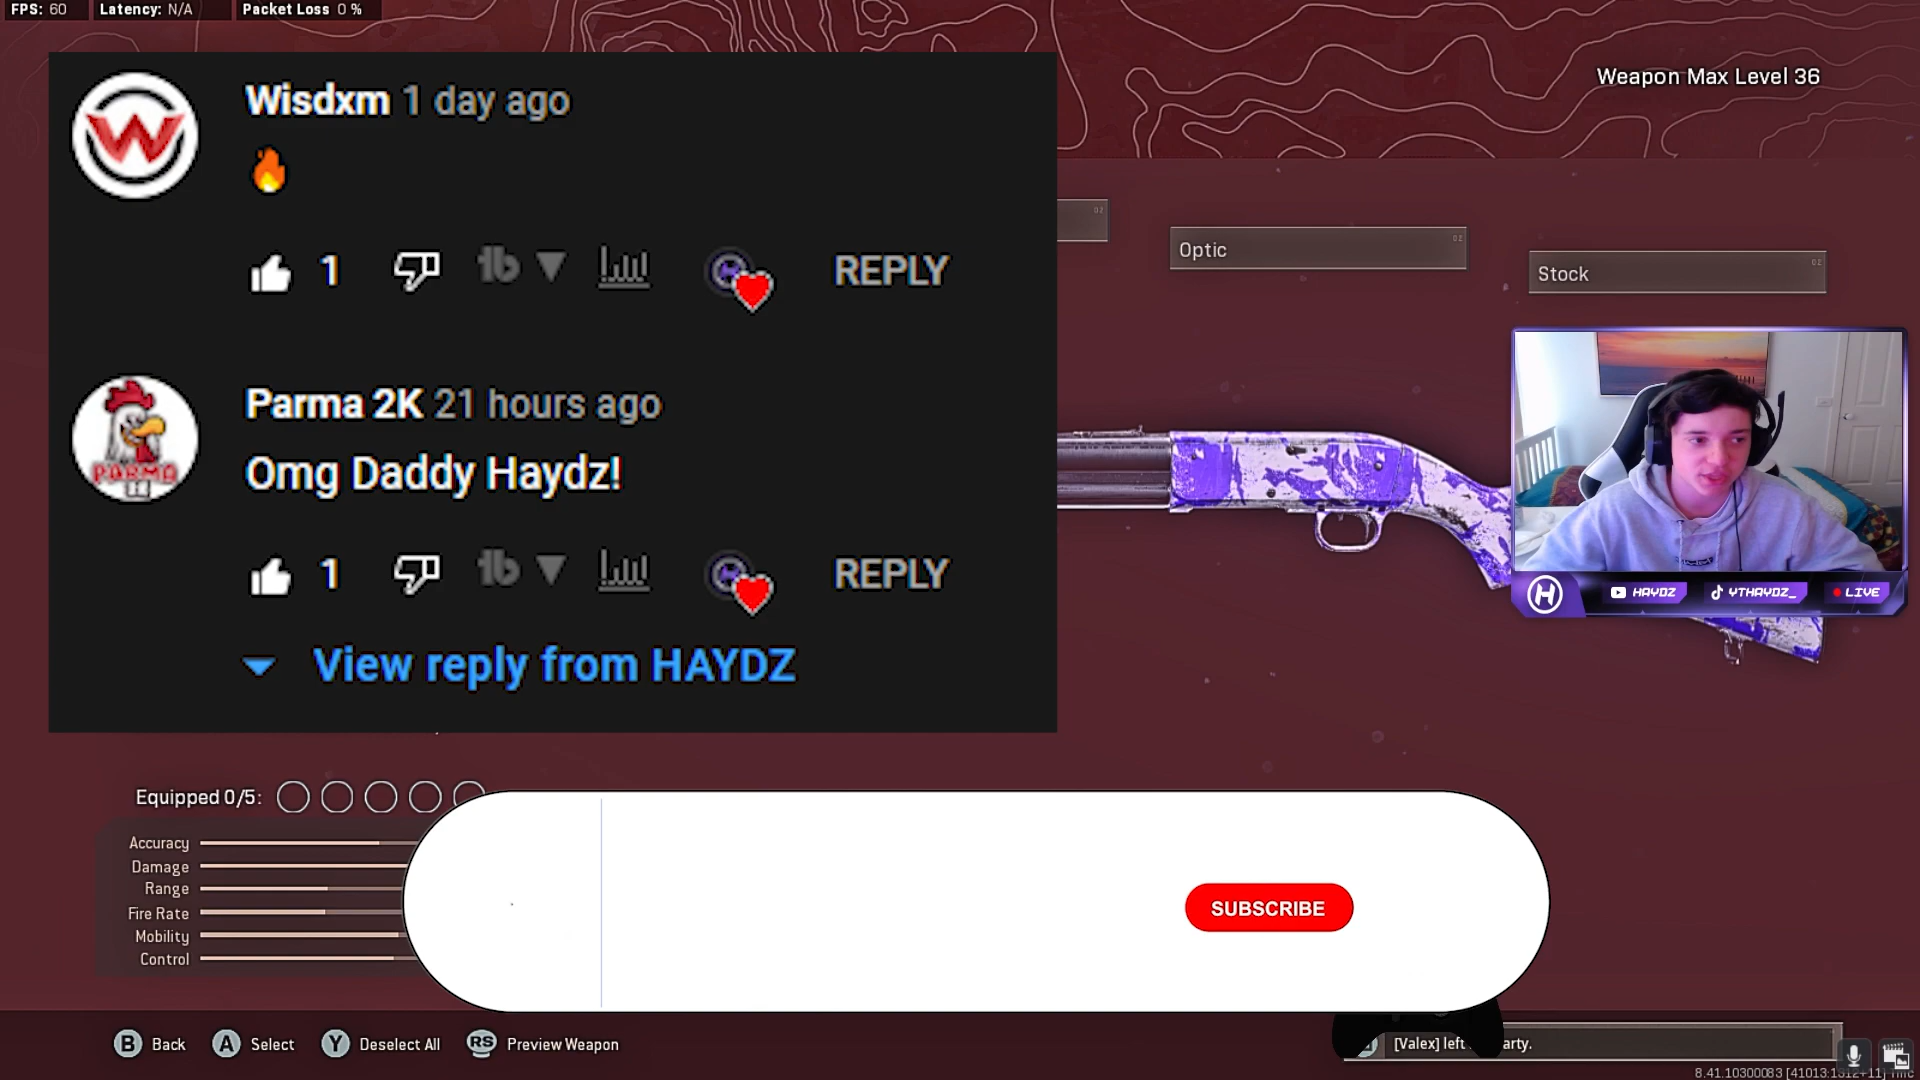 FPS: 60 Latency: N/A Packet Loss 0 %
Weapon Max Level 36
Wisdxm 1 day ago
1 REPLY
Parma 2K 21 hours ago
PARMA
Omg Daddy Haydz!
1 REPLY
View reply from HAYDZ
Optic
Stock
HAYDZ YTHAYDZ_ LIVE
Equipped 0/5:
Accuracy
Damage
Range
Fire Rate
Mobility
Control
SUBSCRIBE
B Back A Select Y Deselect All RS Preview Weapon
[Valex] left arty.